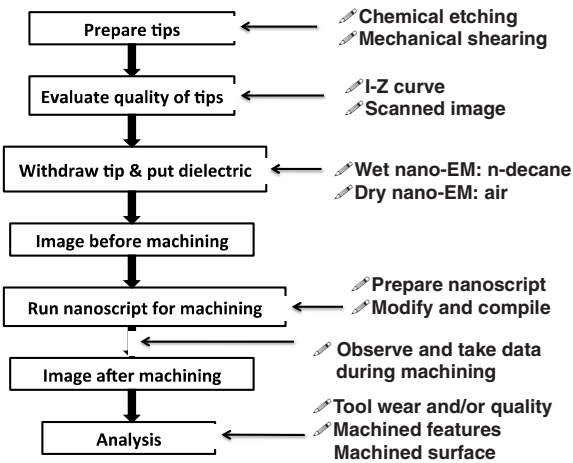 Prepare tips
Chemical etching
Mechanical shearing
Evaluate quality of tips
I-Z curve
Scanned image
Withdraw tip & put dielectric
Wet nano-EM: n-decane
Dry nano-EM: air
Image before machining
Run nanoscript for machining
Prepare nanoscript
Modify and compile
Observe and take data
during machining
Image after machining
Analysis
Tool wear and/or quality
Machined features
Machined surface